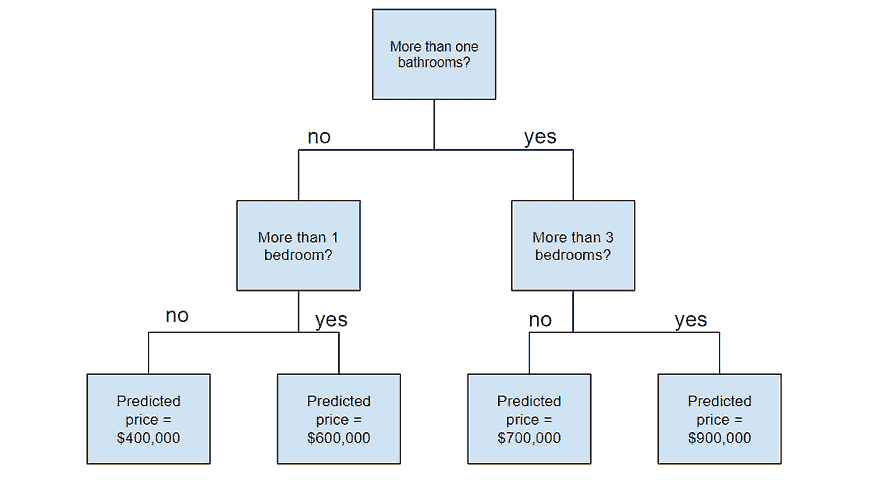 More than one
bathrooms?
no
yes
More than 1
bedroom?
More than 3
bedrooms?
no
yes
no
yes
Predicted
price =
$400,000
Predicted
price =
$600,000
Predicted
price =
$700,000
Predicted
price =
$900,000